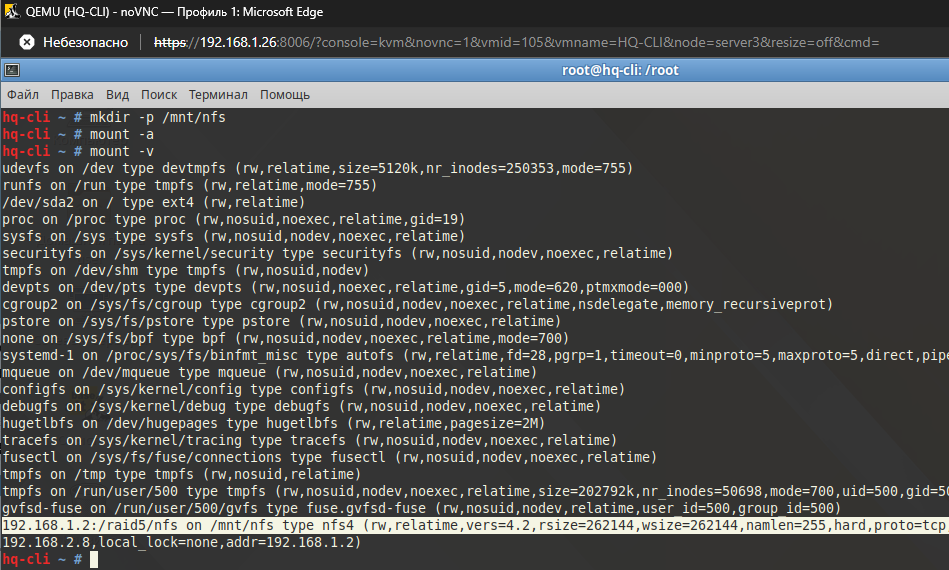 QEMU (HQ-CLI) - noVNC — Профиль 1: Microsoft Edge
Небезопасно https://192.168.1.26:8006/?console=kvm&novnc=1&vmid=105&vmname=HQ-CLI&node=server3&resize=off&cmd=
root@hq-cli: /root
Файл Правка Вид Поиск Терминал Помощь
hq-cli ~ # mkdir -p /mnt/nfs
hq-cli ~ # mount -a
hq-cli ~ # mount -v
udevfs on /dev type devtmpfs (rw,relatime,size=5120k,nr_inodes=250353,mode=755)
runfs on /run type tmpfs (rw,relatime,mode=755)
/dev/sda2 on / type ext4 (rw,relatime)
proc on /proc type proc (rw,nosuid,noexec,relatime,gid=19)
sysfs on /sys type sysfs (rw,nosuid,nodev,noexec,relatime)
securityfs on /sys/kernel/security type securityfs (rw,nosuid,nodev,noexec,relatime)
tmpfs on /dev/shm type tmpfs (rw,nosuid,nodev)
devpts on /dev/pts type devpts (rw,nosuid,noexec,relatime,gid=5,mode=620,ptmxmode=000)
cgroup2 on /sys/fs/cgroup type cgroup2 (rw,nosuid,nodev,noexec,relatime,nsdelegate,memory_recursiveprot)
pstore on /sys/fs/pstore type pstore (rw,nosuid,nodev,noexec,relatime)
none on /sys/fs/bpf type bpf (rw,nosuid,nodev,noexec,relatime,mode=700)
systemd-1 on /proc/sys/fs/binfmt_misc type autofs (rw,relatime,fd=28,pgrp=1,timeout=0,minproto=5,maxproto=5,direct,pipe
mqueue on /dev/mqueue type mqueue (rw,nosuid,nodev,noexec,relatime)
configfs on /sys/kernel/config type configfs (rw,nosuid,nodev,noexec,relatime)
debugfs on /sys/kernel/debug type debugfs (rw,nosuid,nodev,noexec,relatime)
hugetlbfs on /dev/hugepages type hugetlbfs (rw,relatime,pagesize=2M)
tracefs on /sys/kernel/tracing type tracefs (rw,nosuid,nodev,noexec,relatime)
fusectl on /sys/fs/fuse/connections type fusectl (rw,nosuid,nodev,noexec,relatime)
tmpfs on /tmp type tmpfs (rw,nosuid,relatime)
tmpfs on /run/user/500 type tmpfs (rw,nosuid,nodev,noexec,relatime,size=202792k,nr_inodes=50698,mode=700,uid=500,gid=50
gvfsd-fuse on /run/user/500/gvfs type fuse.gvfsd-fuse (rw,nosuid,nodev,relatime,user_id=500,group_id=500)
192.168.1.2:/raid5/nfs on /mnt/nfs type nfs4 (rw,relatime,vers=4.2,rsize=262144,wsize=262144,namlen=255,hard,proto=tcp,
192.168.2.8,local_lock=none,addr=192.168.1.2)
hq-cli ~ #